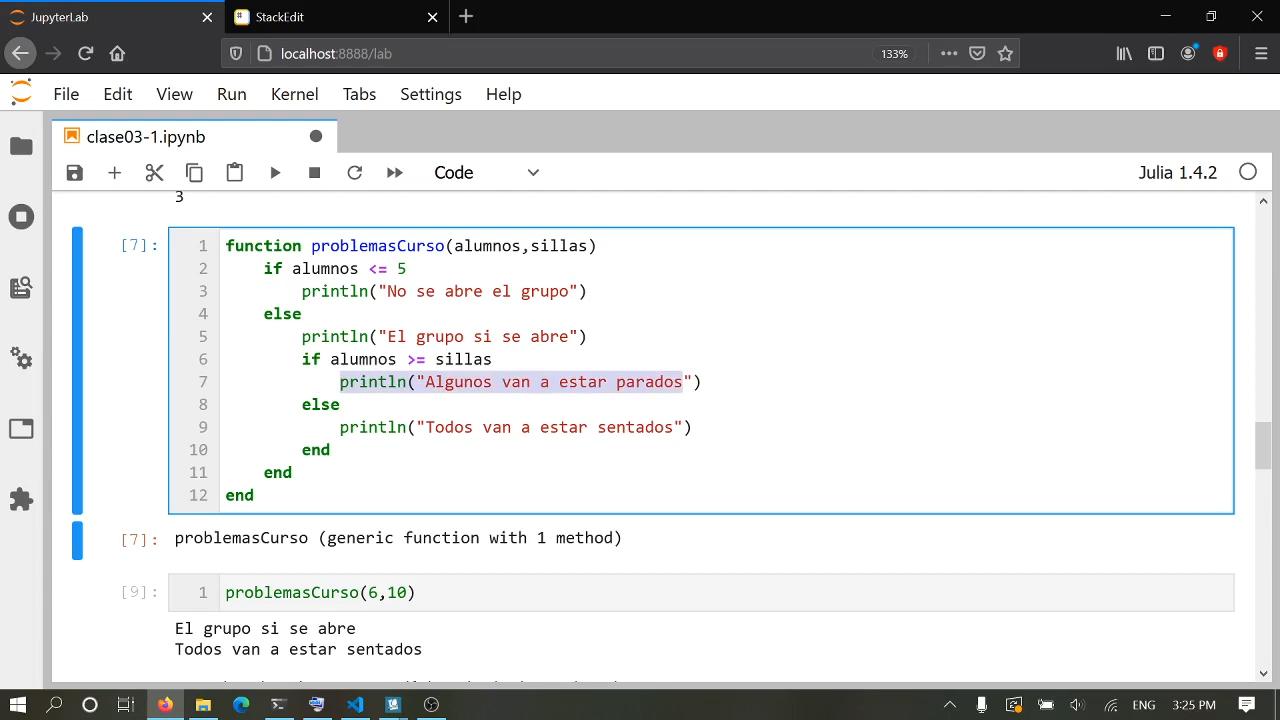 JupyterLab
StackEdit
localhost:8888/lab
133%
File Edit View Run Kernel Tabs Settings Help
clase03-1.ipynb
Code
Julia 1.4.2
3
[7]:
1 function problemasCurso(alumnos,sillas)
2 if alumnos <= 5
3 println("No se abre el grupo")
4 else
5 println("El grupo si se abre")
6 if alumnos >= sillas
7 println("Algunos van a estar parados")
8 else
9 println("Todos van a estar sentados")
10 end
11 end
12 end
[7]: problemasCurso (generic function with 1 method)
[9]: 1 problemasCurso(6,10)
El grupo si se abre
Todos van a estar sentados
ENG 3:25 PM